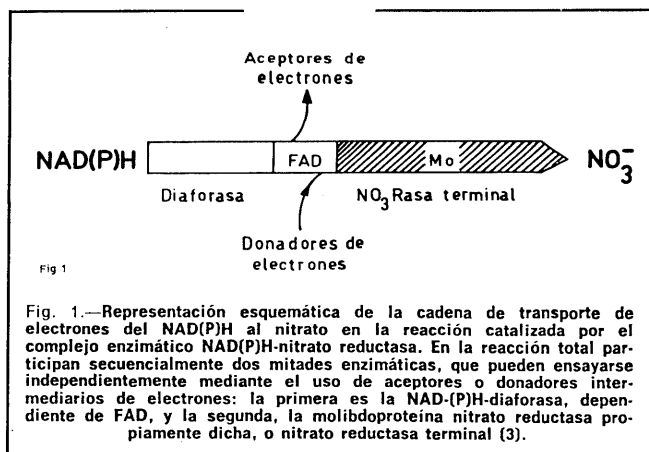 Aceptores de
electrones
NAD(P)H
FAD
Mo
NO₃⁻
Diaforasa
NO₃Rasa terminal
Donadores de
electrones
Fig 1
Fig. 1.—Representación esquemática de la cadena de transporte de
electrones del NAD(P)H al nitrato en la reacción catalizada por el
complejo enzimático NAD(P)H-nitrato reductasa. En la reacción total par-
ticipan secuencialmente dos mitades enzimáticas, que pueden ensayarse
independientemente mediante el uso de aceptores o donadores inter-
mediarios de electrones: la primera es la NAD-(P)H-diaforasa, depen-
diente de FAD, y la segunda, la molibdoproteína nitrato reductasa pro-
piamente dicha, o nitrato reductasa terminal (3).